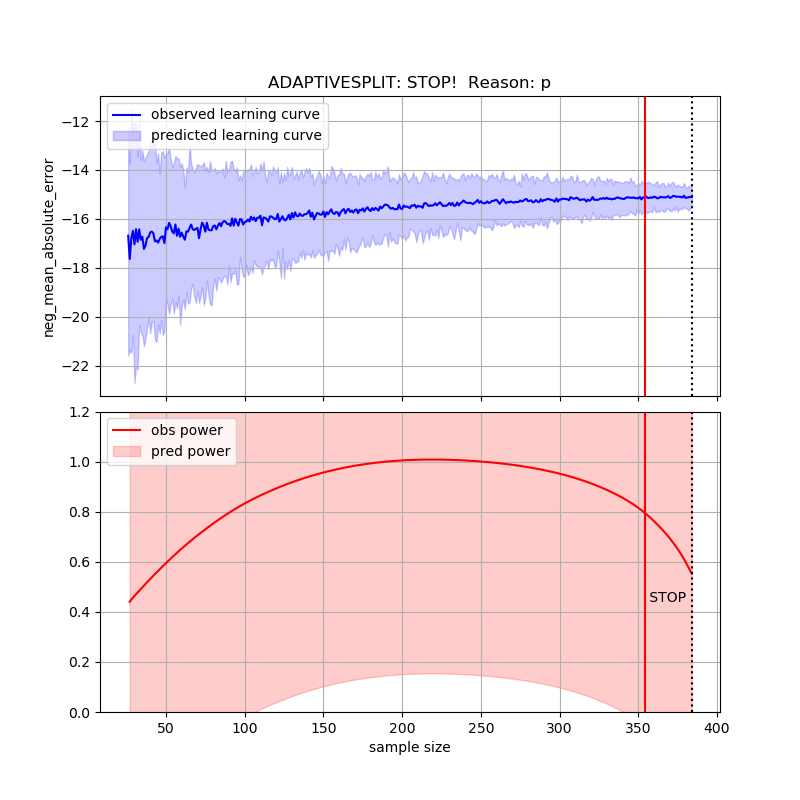 ADAPTIVESPLIT: STOP!  Reason: p
observed learning curve
predicted learning curve
neg_mean_absolute_error
−12
−14
−16
−18
−20
−22
obs power
pred power
1.2
1.0
0.8
0.6
0.4
0.2
0.0
STOP
50 100 150 200 250 300 350 400
sample size